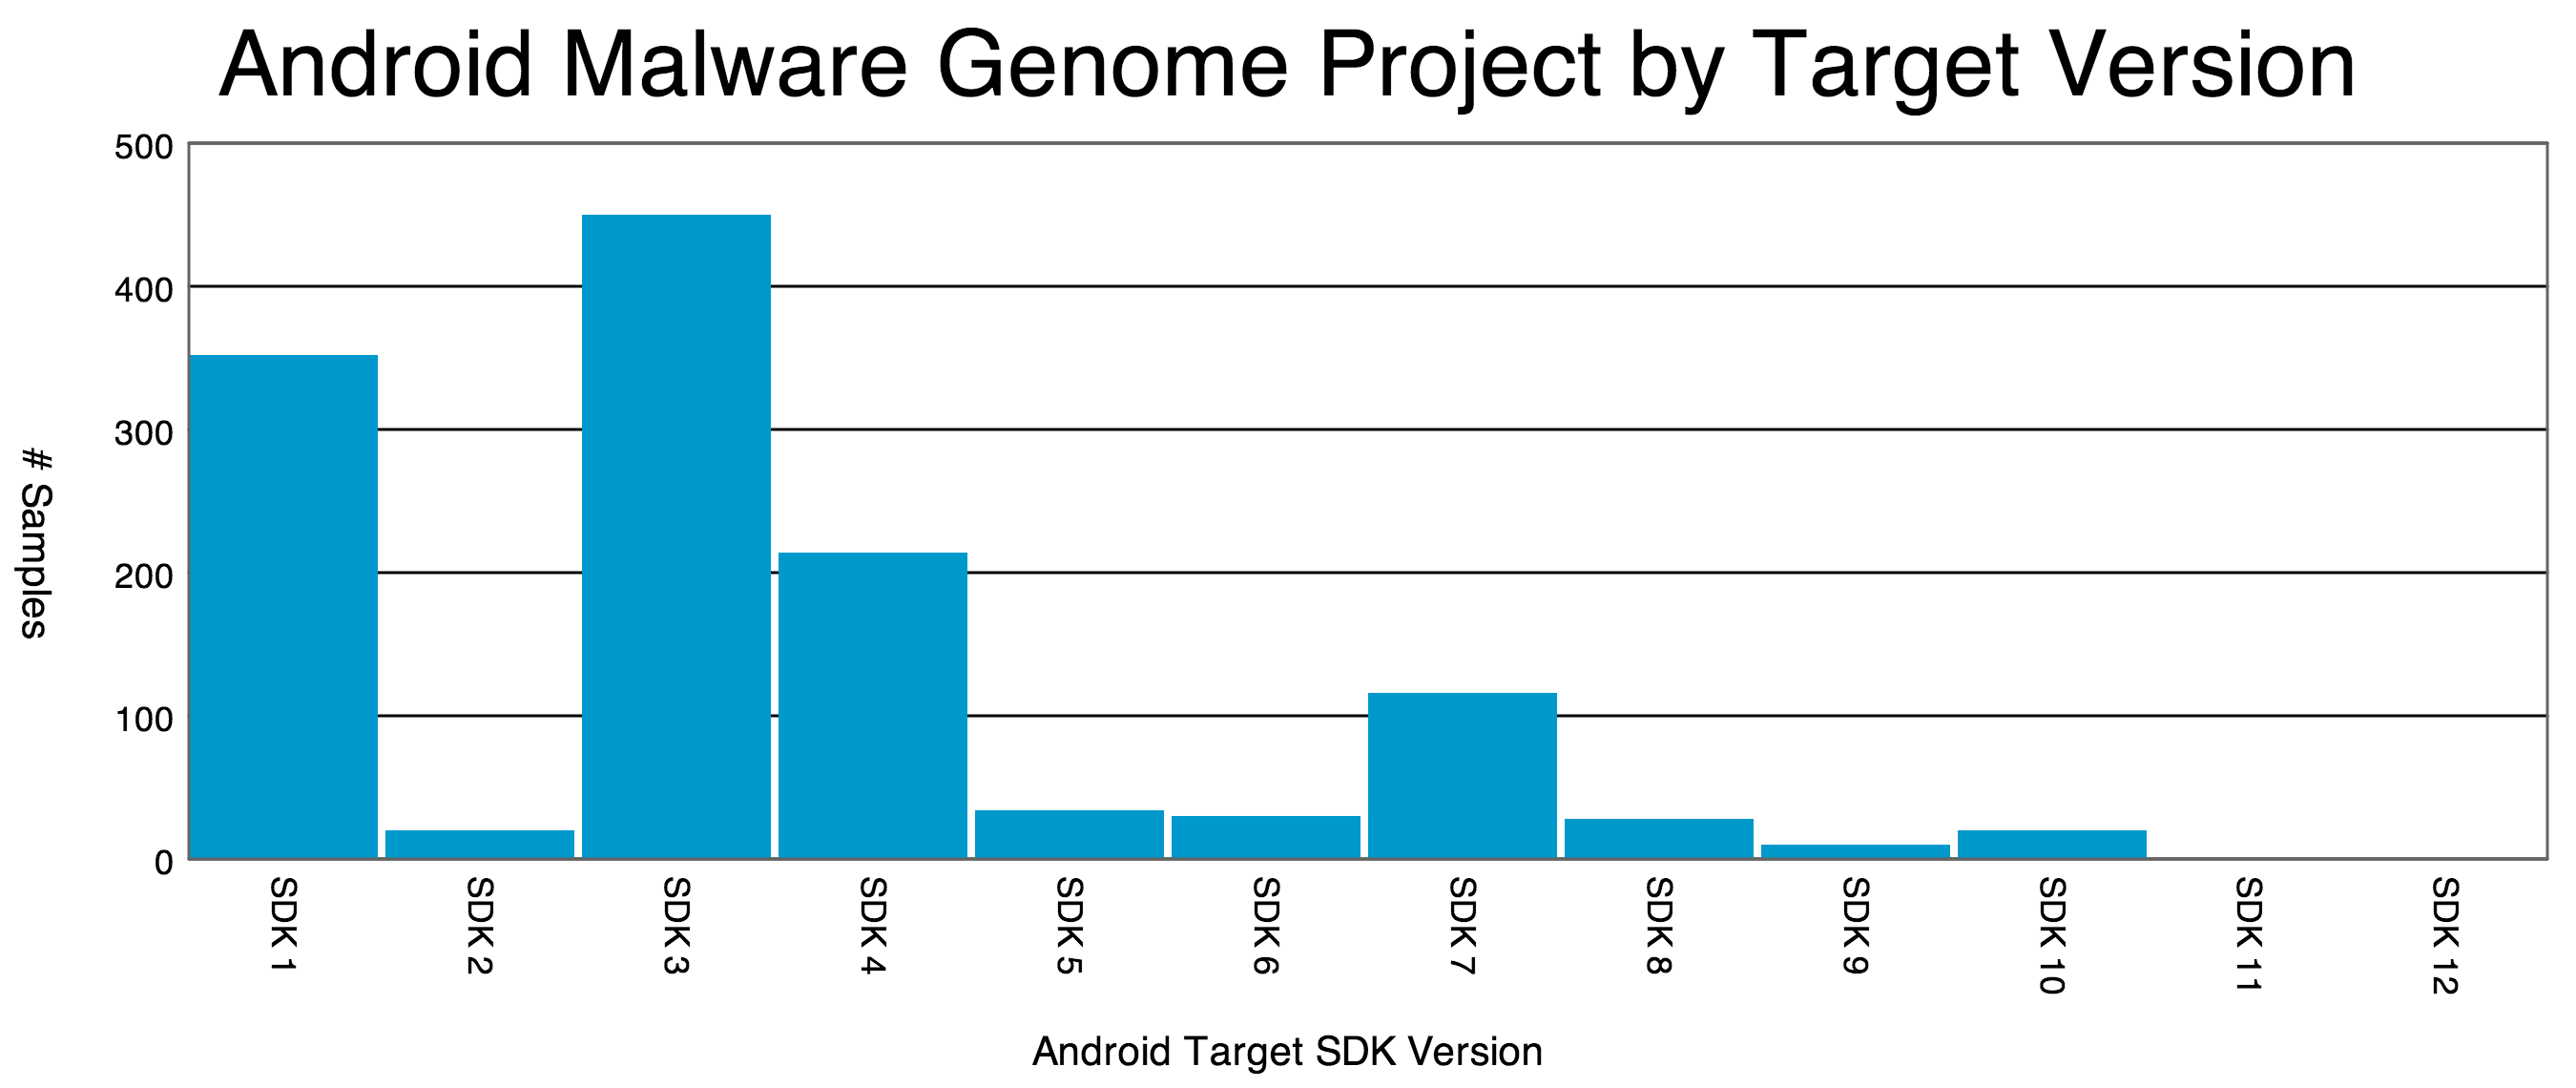 Android Malware Genome Project by Target Version
500
400
300
200
100
0
# Samples
SDK 1
SDK 2
SDK 3
SDK 4
SDK 5
SDK 6
SDK 7
SDK 8
SDK 9
SDK 10
SDK 11
SDK 12
Android Target SDK Version